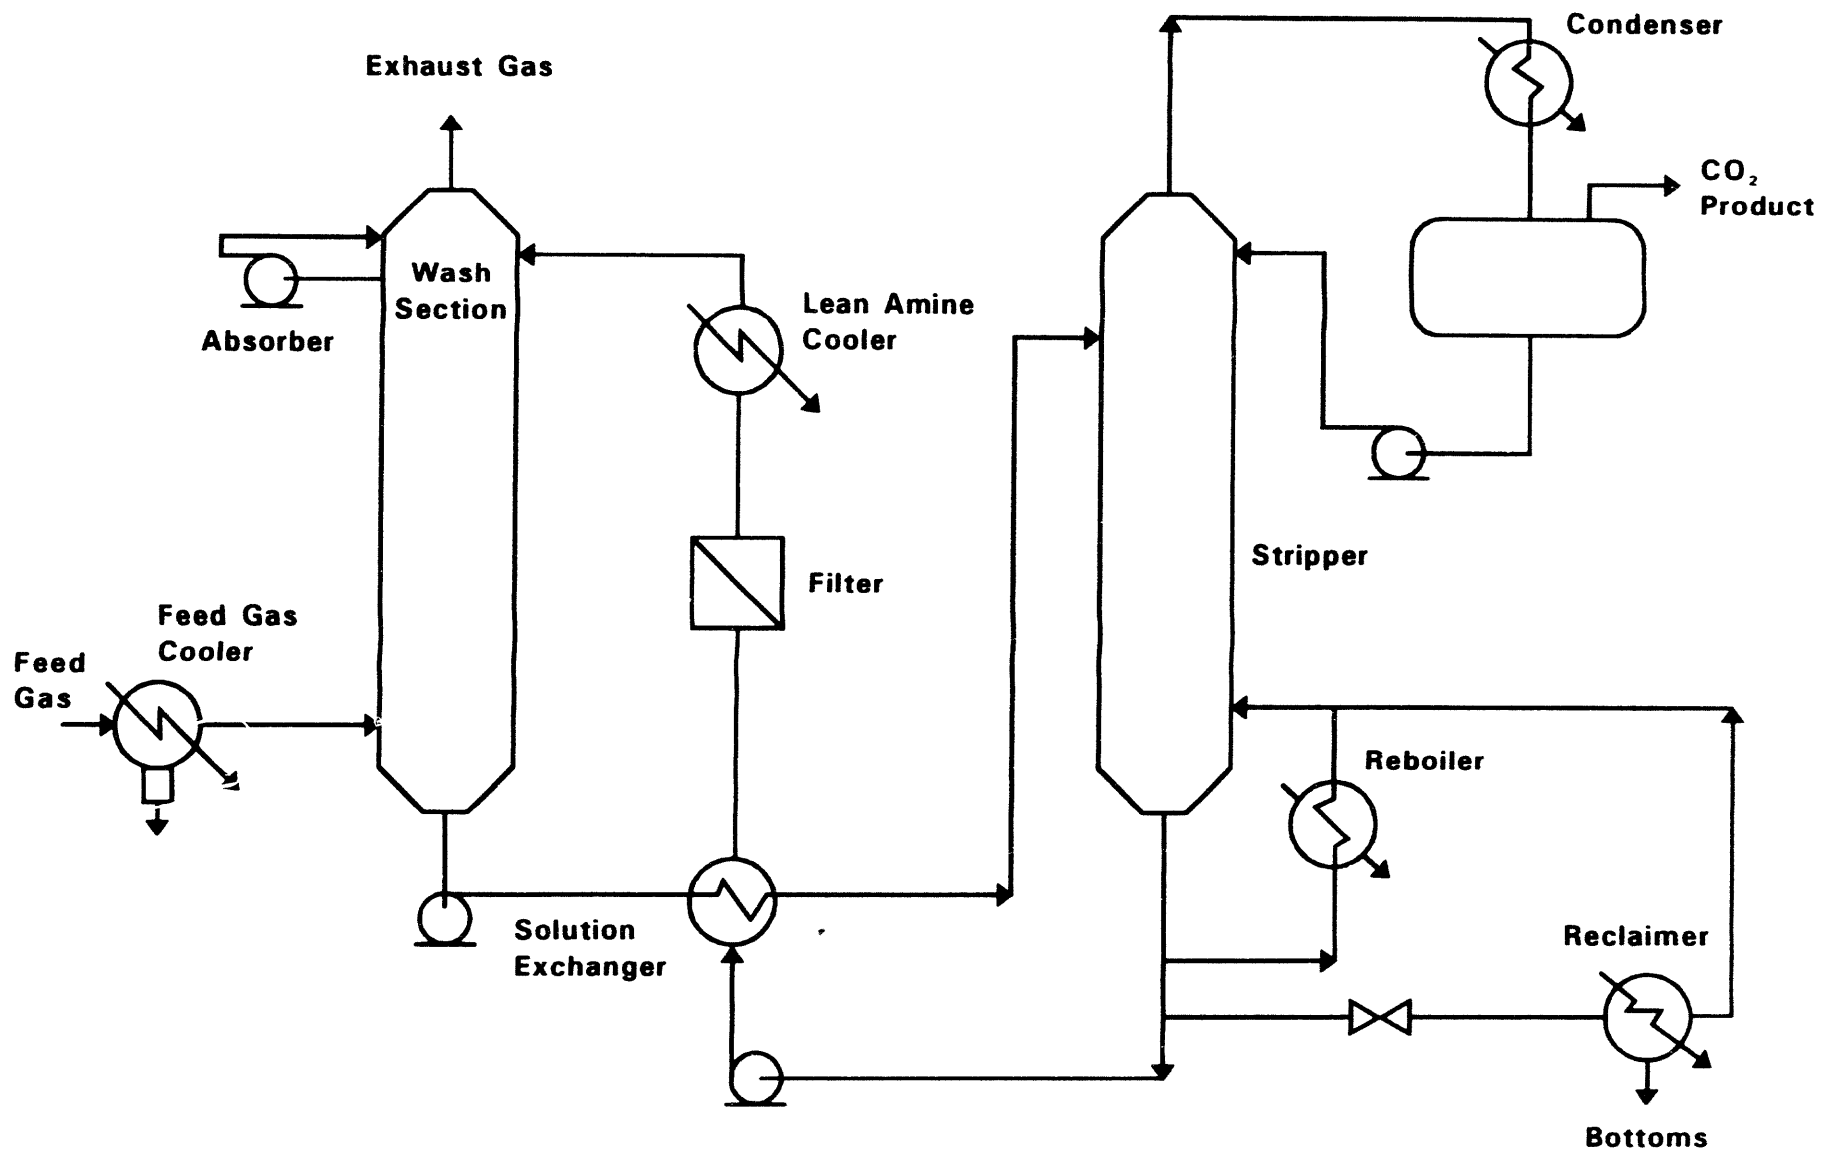 Condenser
Exhaust Gas
CO₂
Product
Wash
Section
Absorber
Lean Amine
Cooler
Stripper
Filter
Feed Gas
Cooler
Feed
Gas
Reboiler
Solution
Exchanger
Reclaimer
Bottoms